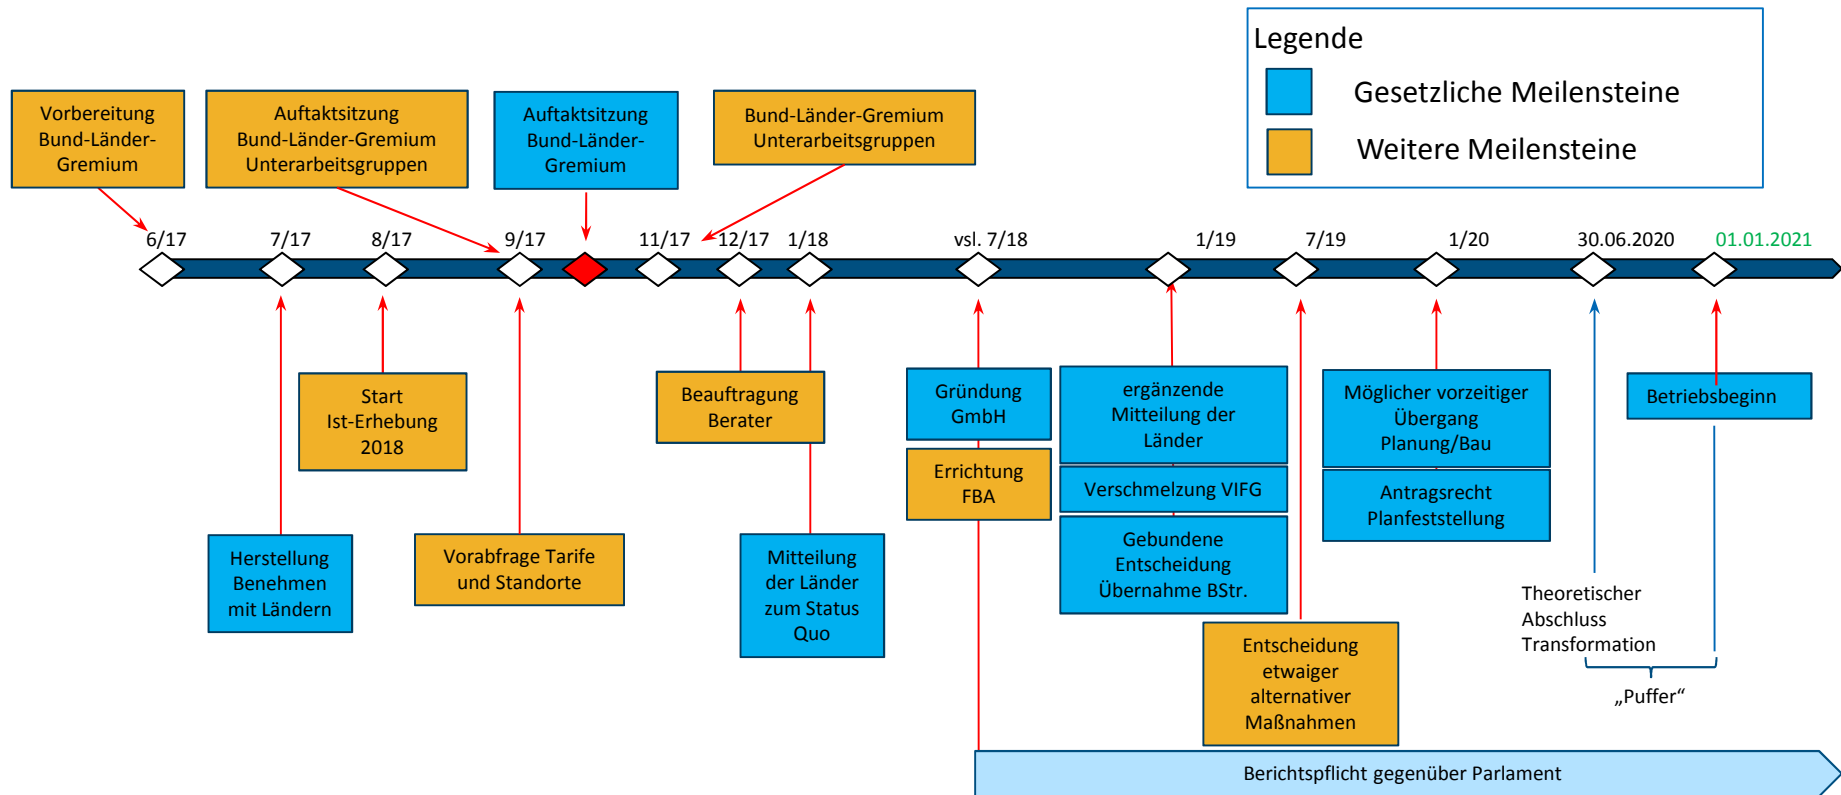 Legende
Gesetzliche Meilensteine
Weitere Meilensteine
Vorbereitung
Bund-Länder-
Gremium
Auftaktsitzung
Bund-Länder-Gremium
Unterarbeitsgruppen
Auftaktsitzung
Bund-Länder-
Gremium
Bund-Länder-Gremium
Unterarbeitsgruppen
6/17
7/17
8/17
9/17
11/17
12/17
1/18
vsl. 7/18
1/19
7/19
1/20
30.06.2020
01.01.2021
Herstellung
Benehmen
mit Ländern
Start
Ist-Erhebung
2018
Vorabfrage Tarife
und Standorte
Beauftragung
Berater
Mitteilung
der Länder
zum Status
Quo
Gründung
GmbH
Errichtung
FBA
ergänzende
Mitteilung der
Länder
Verschmelzung VIFG
Gebundene
Entscheidung
Übernahme BStr.
Entscheidung
etwaiger
alternativer
Maßnahmen
Möglicher vorzeitiger
Übergang
Planung/Bau
Antragsrecht
Planfeststellung
Theoretischer
Abschluss
Transformation
Betriebsbeginn
„Puffer“
Berichtspflicht gegenüber Parlament